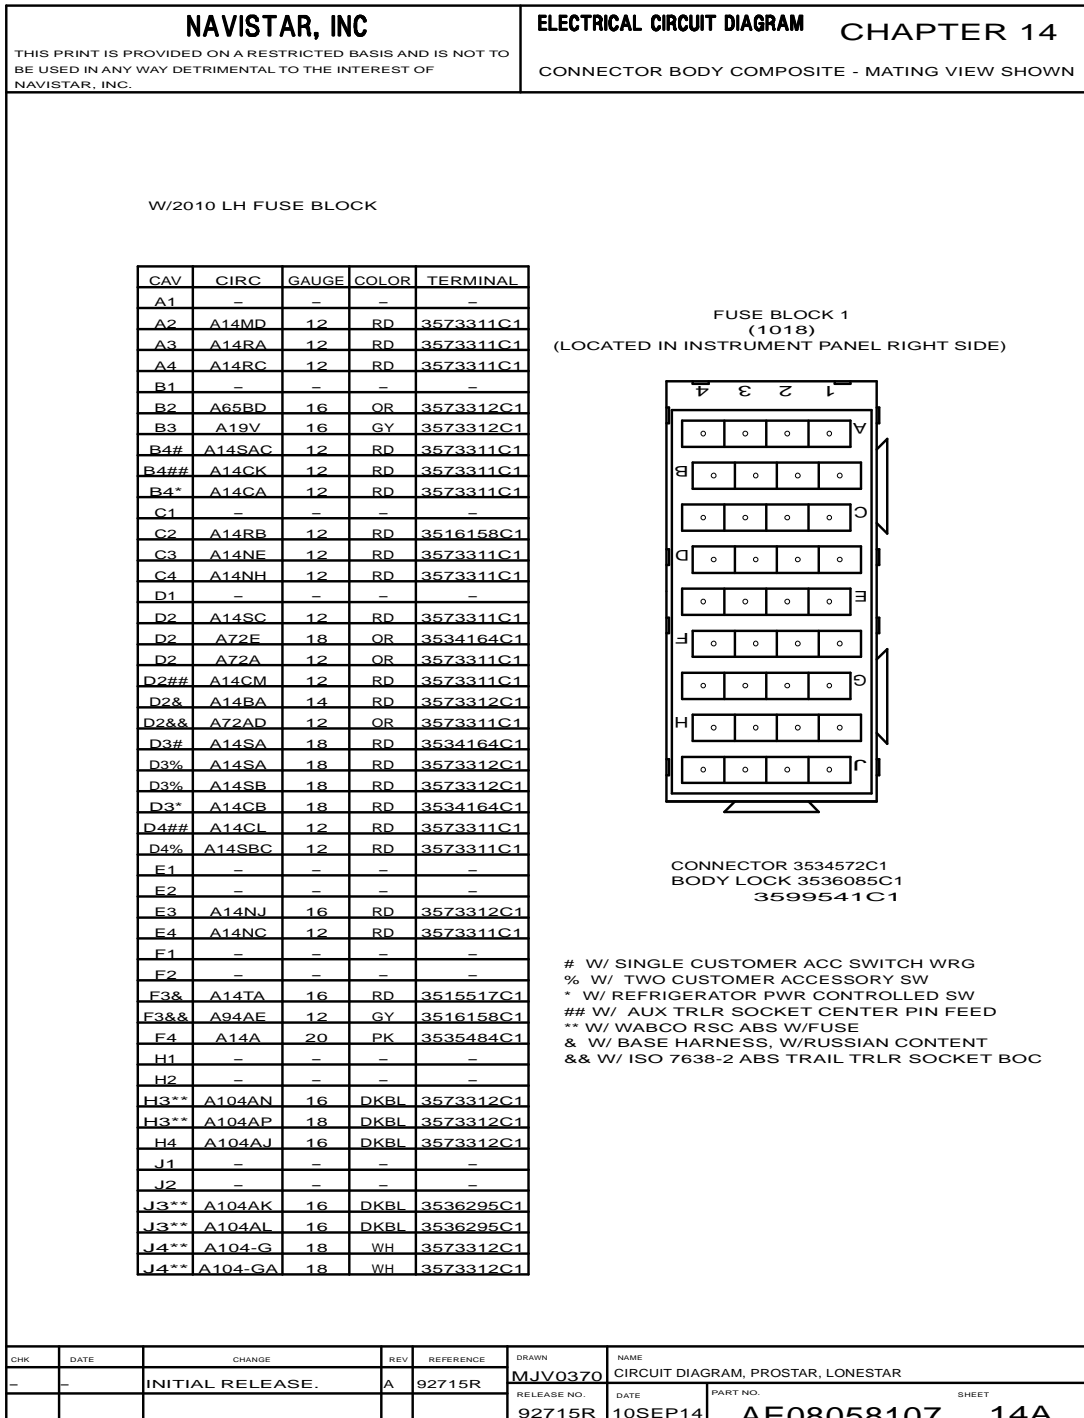 NAVISTAR, INC
THIS PRINT IS PROVIDED ON A RESTRICTED BASIS AND IS NOT TO
BE USED IN ANY WAY DETRIMENTAL TO THE INTEREST OF
NAVISTAR, INC.
ELECTRICAL CIRCUIT DIAGRAM CHAPTER 14
CONNECTOR BODY COMPOSITE - MATING VIEW SHOWN
W/2010 LH FUSE BLOCK
CAV CIRC GAUGE COLOR TERMINAL
A1 – – – –
A2 A14MD 12 RD 3573311C1
A3 A14RA 12 RD 3573311C1
A4 A14RC 12 RD 3573311C1
B1 – – – –
B2 A65BD 16 OR 3573312C1
B3 A19V 16 GY 3573312C1
B4# A14SAC 12 RD 3573311C1
B4## A14CK 12 RD 3573311C1
B4* A14CA 12 RD 3573311C1
C1 – – – –
C2 A14RB 12 RD 3516158C1
C3 A14NE 12 RD 3573311C1
C4 A14NH 12 RD 3573311C1
D1 – – – –
D2 A14SC 12 RD 3573311C1
D2 A72E 18 OR 3534164C1
D2 A72A 12 OR 3573311C1
D2## A14CM 12 RD 3573311C1
D2& A14BA 14 RD 3573312C1
D2&& A72AD 12 OR 3573311C1
D3# A14SA 18 RD 3534164C1
D3% A14SA 18 RD 3573312C1
D3% A14SB 18 RD 3573312C1
D3* A14CB 18 RD 3534164C1
D4## A14CL 12 RD 3573311C1
D4% A14SBC 12 RD 3573311C1
E1 – – – –
E2 – – – –
E3 A14NJ 16 RD 3573312C1
E4 A14NC 12 RD 3573311C1
F1 – – – –
F2 – – – –
F3& A14TA 16 RD 3515517C1
F3&& A94AE 12 GY 3516158C1
F4 A14A 20 PK 3535484C1
H1 – – – –
H2 – – – –
H3** A104AN 16 DKBL 3573312C1
H3** A104AP 18 DKBL 3573312C1
H4 A104AJ 16 DKBL 3573312C1
J1 – – – –
J2 – – – –
J3** A104AK 16 DKBL 3536295C1
J3** A104AL 16 DKBL 3536295C1
J4** A104-G 18 WH 3573312C1
J4** A104-GA 18 WH 3573312C1
FUSE BLOCK 1
(1018)
(LOCATED IN INSTRUMENT PANEL RIGHT SIDE)
4 3 2 1
A
B
C
D
E
F
G
H
J
CONNECTOR 3534572C1
BODY LOCK 3536085C1
3599541C1
# W/ SINGLE CUSTOMER ACC SWITCH WRG
% W/ TWO CUSTOMER ACCESSORY SW
* W/ REFRIGERATOR PWR CONTROLLED SW
## W/ AUX TRLR SOCKET CENTER PIN FEED
** W/ WABCO RSC ABS W/FUSE
& W/ BASE HARNESS, W/RUSSIAN CONTENT
&& W/ ISO 7638-2 ABS TRAIL TRLR SOCKET BOC
CHK DATE CHANGE REV REFERENCE
– – INITIAL RELEASE. A 92715R
DRAWN
MJV0370
NAME
CIRCUIT DIAGRAM, PROSTAR, LONESTAR
RELEASE NO. DATE PART NO. SHEET
92715R 10SEP14 AE08058107 14A